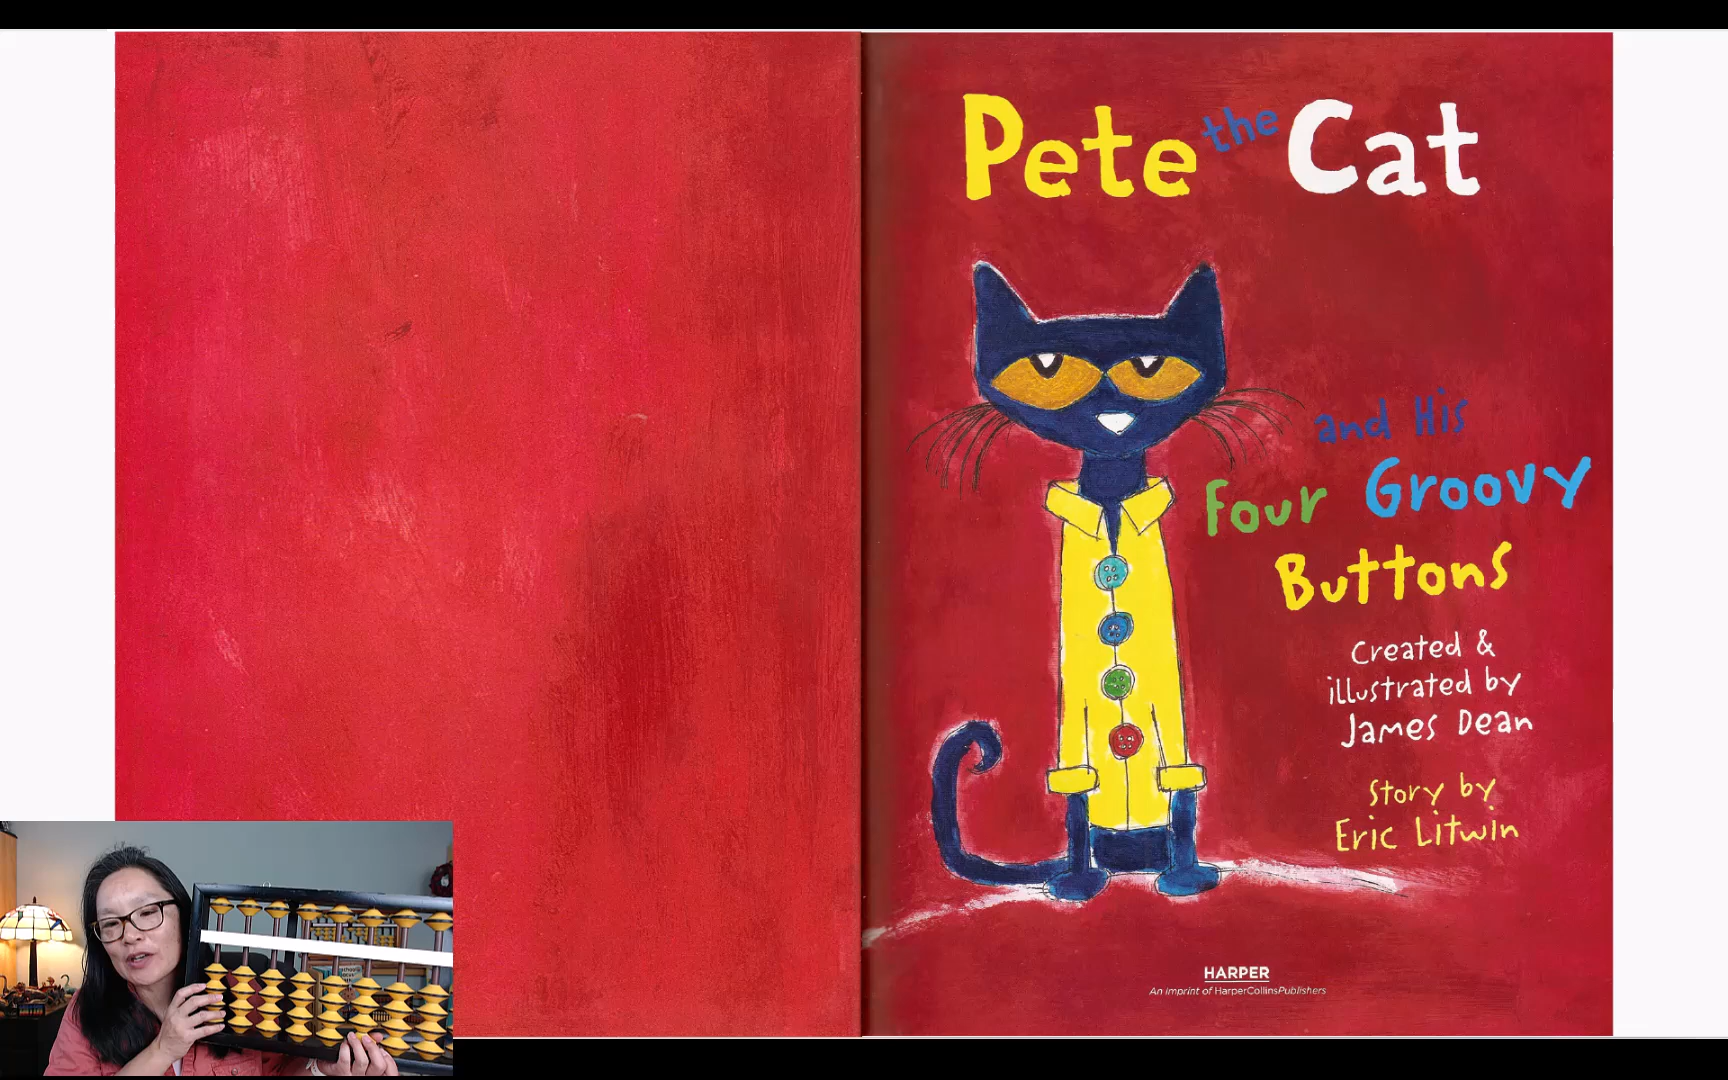 Pete the Cat
and His
Four Groovy
Buttons
Created &
illustrated by
James Dean
Story by
Eric Litwin
HARPER
An imprint of HarperCollinsPublishers